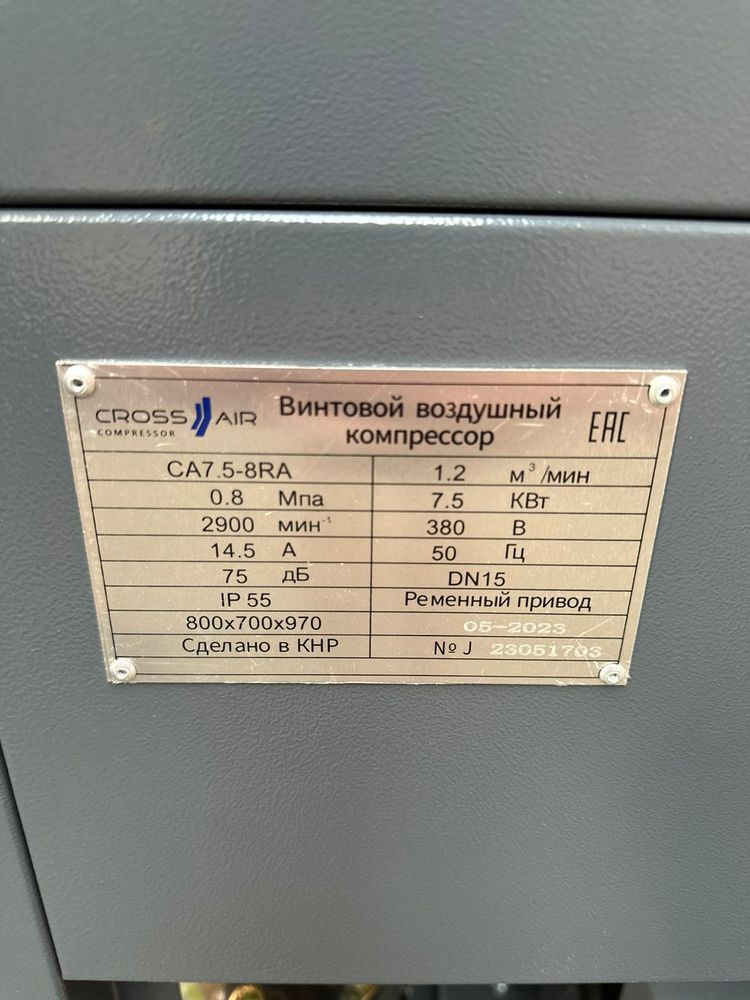 CROSS AIR
COMPRESSOR
Винтовой воздушный
компрессор
EAC
CA7.5-8RA 1.2 м³/мин
0.8 Мпа 7.5 КВт
2900 мин⁻¹ 380 В
14.5 А 50 Гц
75 дБ DN15
IP 55 Ременный привод
800x700x970 05-2023
Сделано в КНР № J 23051703